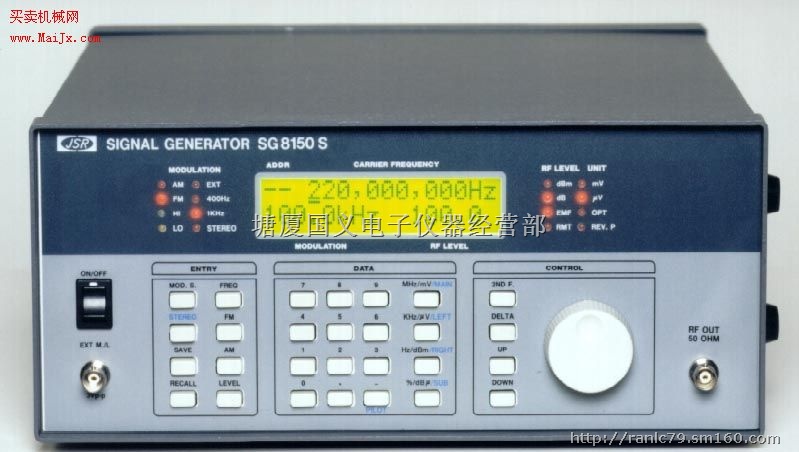 买卖机械网
www.MaiJx.com
JSR SIGNAL GENERATOR SG8150S
ADDR CARRIER FREQUENCY
-- 220,000,000Hz
100.0kHz 100.0
MODULATION RF LEVEL
塘厦国义电子仪器经营部
MODULATION
AM EXT
FM 400Hz
HI 1KHz
LO STEREO
RF LEVEL UNIT
dBm mV
dB μV
EMF OPT
RMT REV. P
ON/OFF
EXT M./L
3Vp-p
ENTRY
MOD. S. FREQ
STEREO FM
SAVE AM
RECALL LEVEL
DATA
7 8 9 MHz/mV/MAIN
4 5 6 KHz/μV/LEFT
1 2 3 Hz/dBm/RIGHT
0 . - %/dBμ/SUB
PILOT
CONTROL
2ND F.
DELTA
UP
DOWN
RF OUT
50 OHM
http://ranlc79.sm160.com